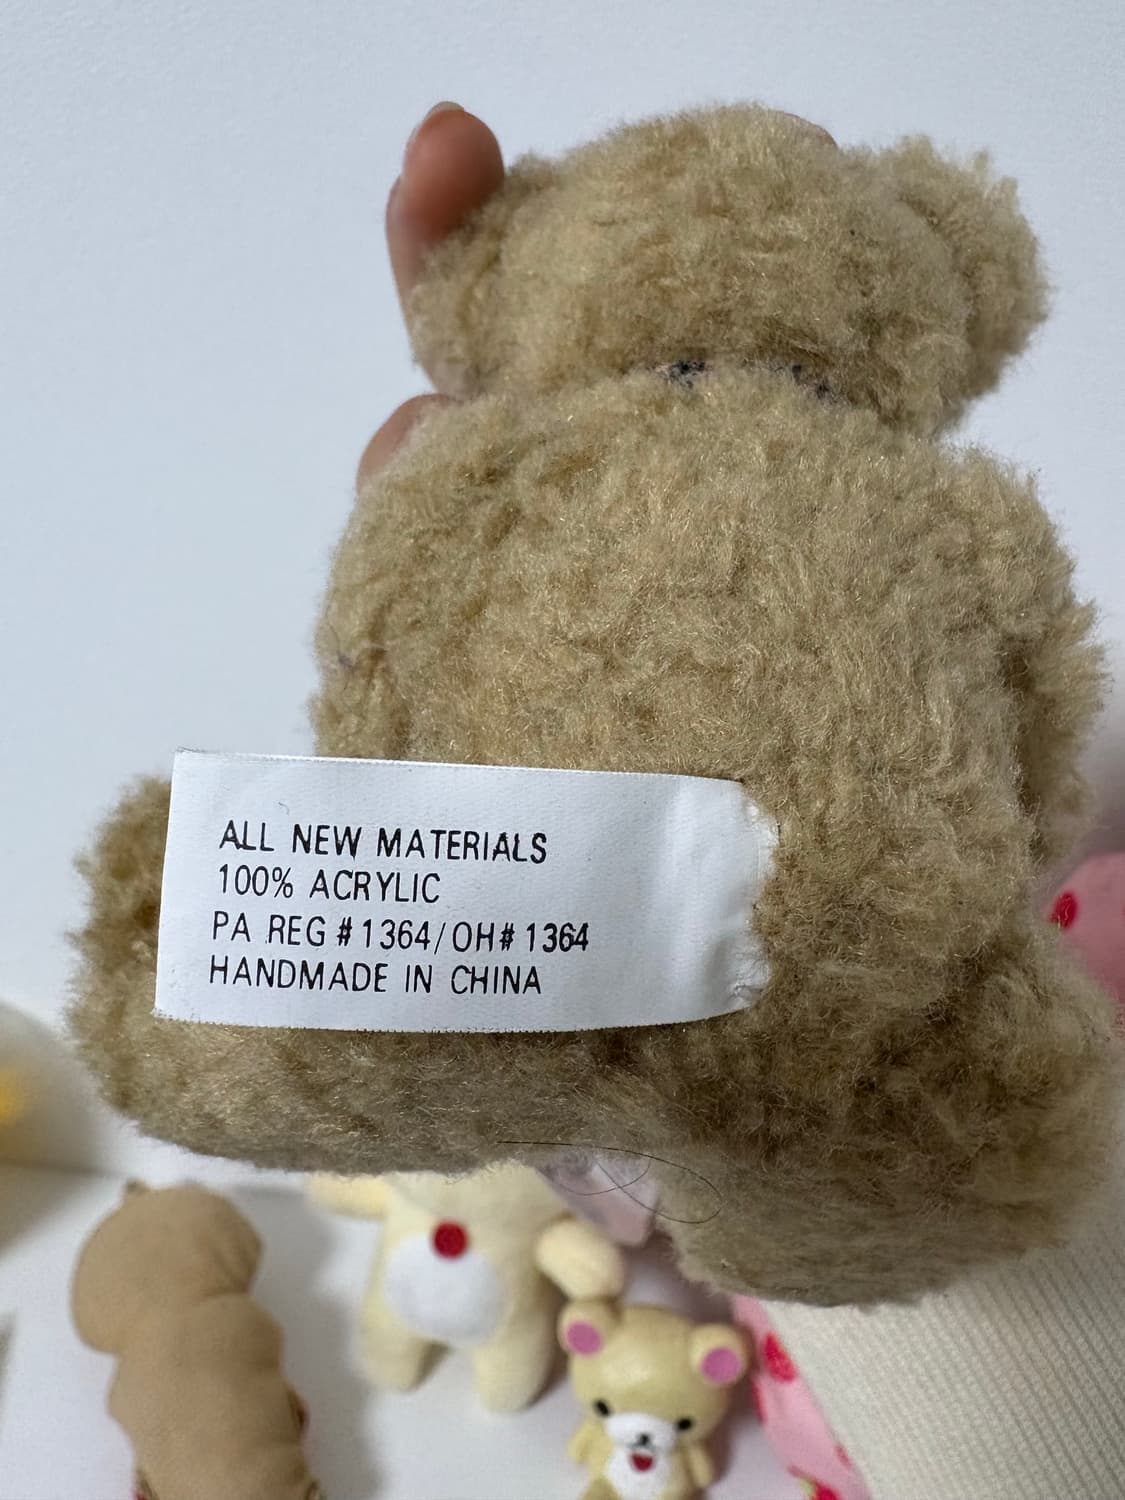 ALL NEW MATERIALS
100% ACRYLIC
PA REG # 1364/OH# 1364
HANDMADE IN CHINA